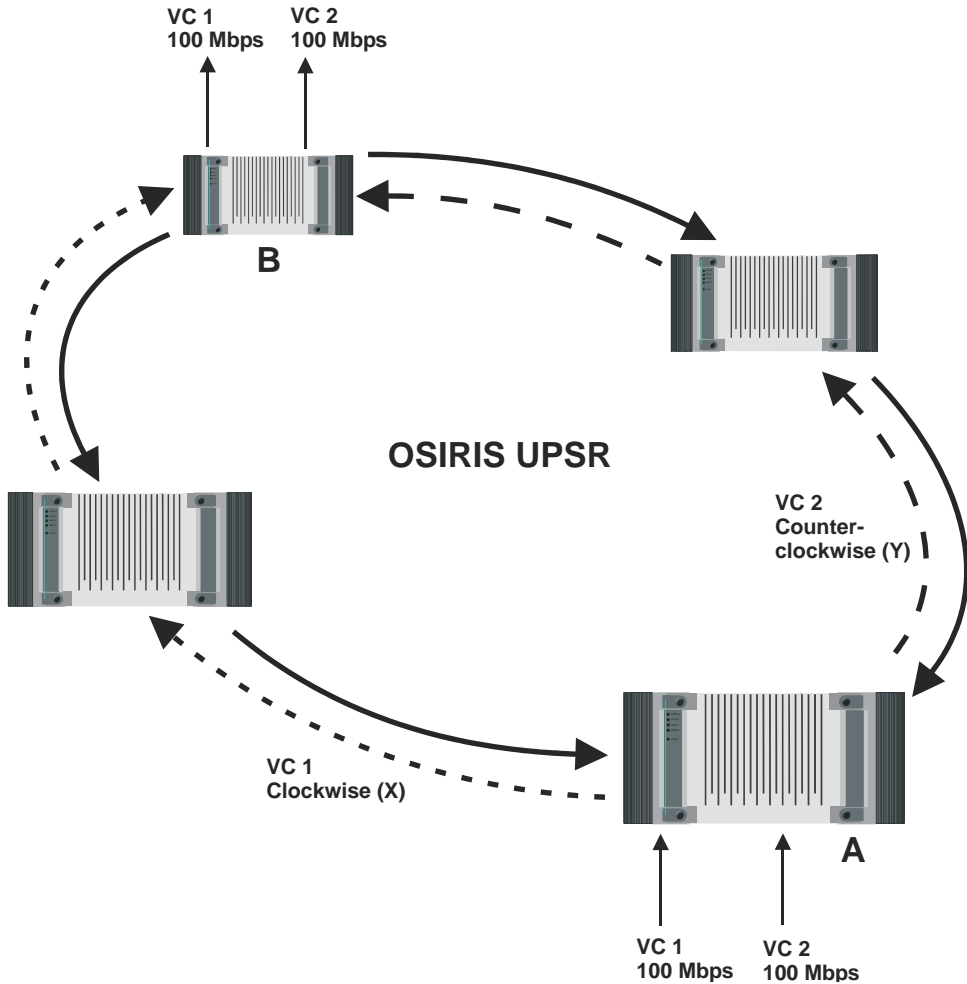 VC 1
100 Mbps
VC 2
100 Mbps
B
OSIRIS UPSR
VC 2
Counter-
clockwise (Y)
VC 1
Clockwise (X)
A
VC 1
100 Mbps
VC 2
100 Mbps